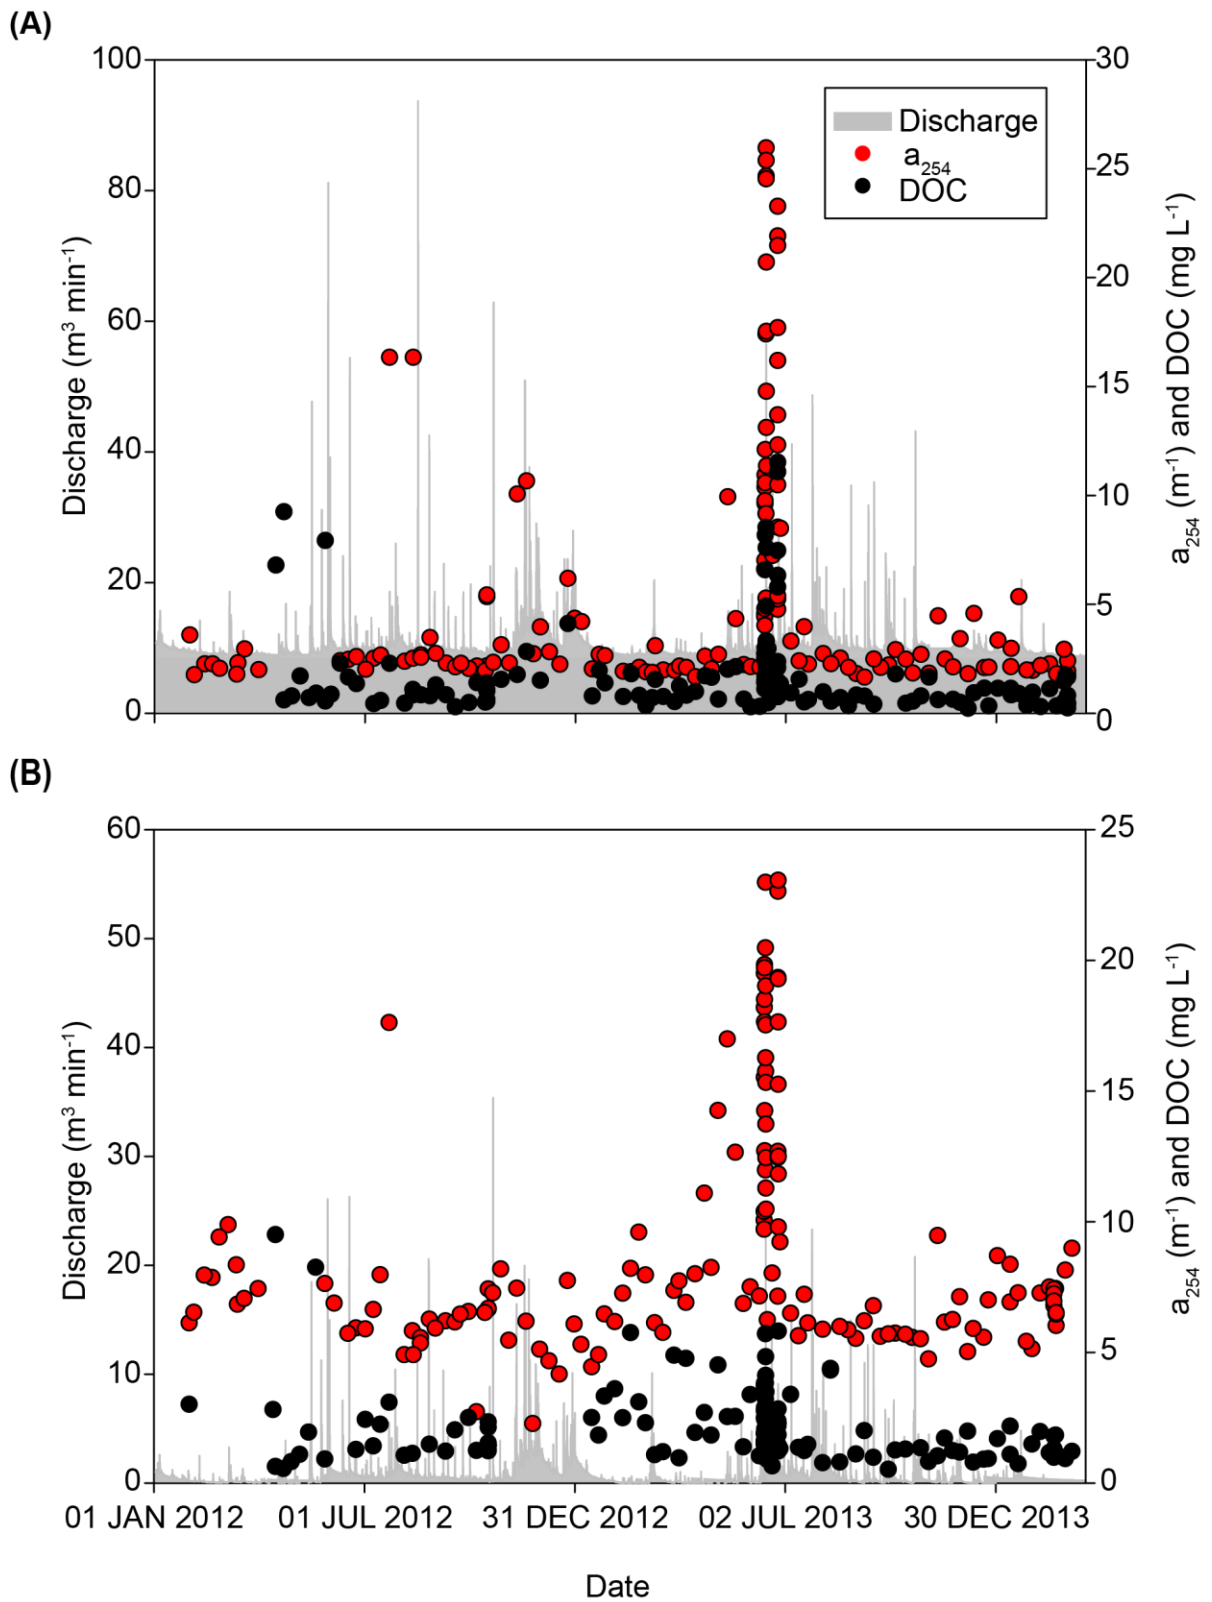 (A)
100
80
60
40
20
0
Discharge (m³ min⁻¹)
30
25
20
15
10
5
0
a₂₅₄ (m⁻¹) and DOC (mg L⁻¹)
Discharge
a₂₅₄
DOC
(B)
60
50
40
30
20
10
0
Discharge (m³ min⁻¹)
25
20
15
10
5
0
a₂₅₄ (m⁻¹) and DOC (mg L⁻¹)
01 JAN 2012 01 JUL 2012 31 DEC 2012 02 JUL 2013 30 DEC 2013
Date